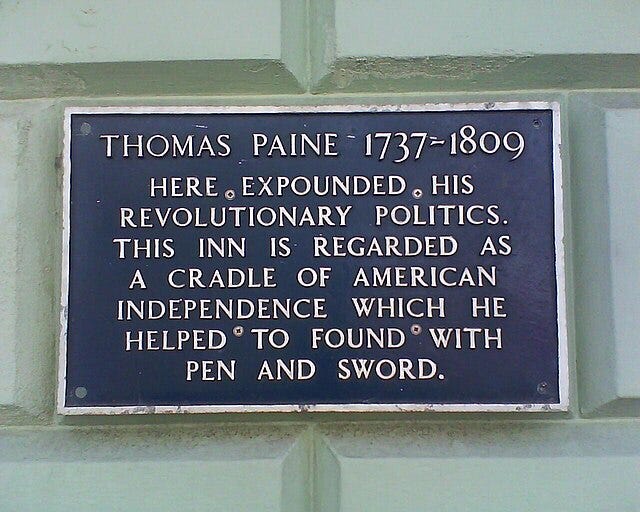 THOMAS PAINE 1737-1809
HERE EXPOUNDED HIS
REVOLUTIONARY POLITICS.
THIS INN IS REGARDED AS
A CRADLE OF AMERICAN
INDEPENDENCE WHICH HE
HELPED TO FOUND WITH
PEN AND SWORD.